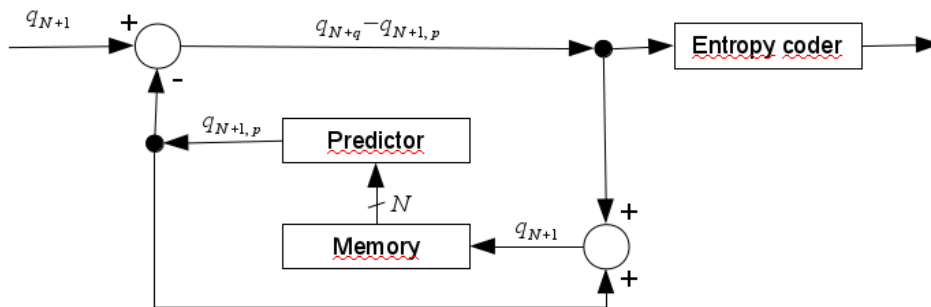 q_{N+1}
+
q_{N+q} - q_{N+1, p}
Entropy coder
-
q_{N+1, p}
Predictor
N
+
q_{N+1}
Memory
+